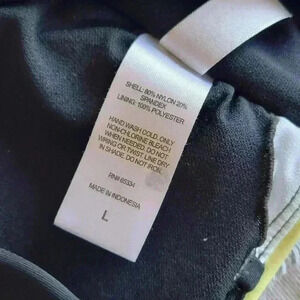 SHELL: 80% NYLON 20%
SPANDEX
LINING: 100% POLYESTER
HAND WASH COLD. ONLY
NON-CHLORINE BLEACH
WHEN NEEDED. DO NOT
WRING OR TWIST. LINE DRY
IN SHADE. DO NOT IRON.
RN# 65334
MADE IN INDONESIA
L